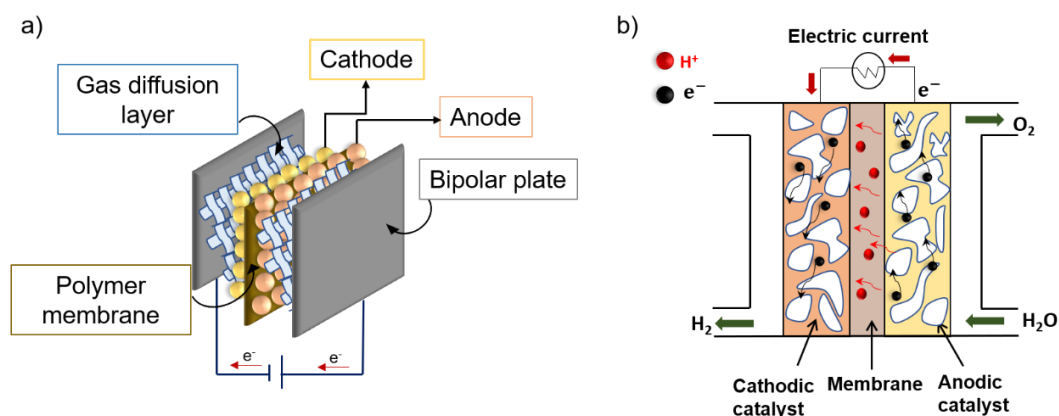 a)
Cathode
Gas diffusion
layer
Anode
Bipolar plate
Polymer
membrane
e-
e-
b)
Electric current
H⁺
e⁻
e⁻
O₂
H₂
H₂O
Cathodic
catalyst
Membrane
Anodic
catalyst